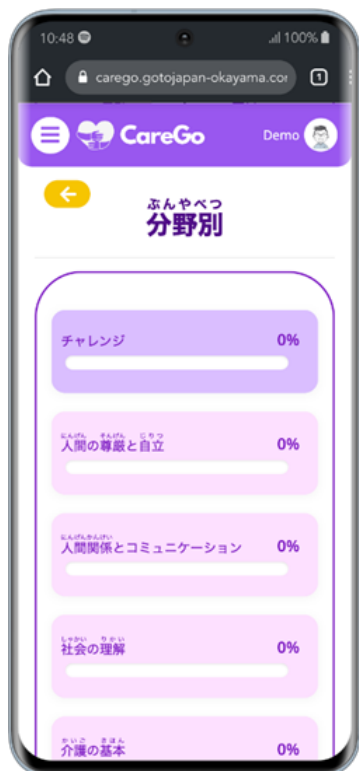 10:48
100%
carego.gotojapan-okayama.cor
1
CareGo
Demo
ぶんやべつ
分野別
チャレンジ
0%
にんげん そんげん じりつ
人間の尊厳と自立
0%
にんげんかんけい
人間関係とコミュニケーション
0%
しゃかい りかい
社会の理解
0%
かいご きほん
介護の基本
0%